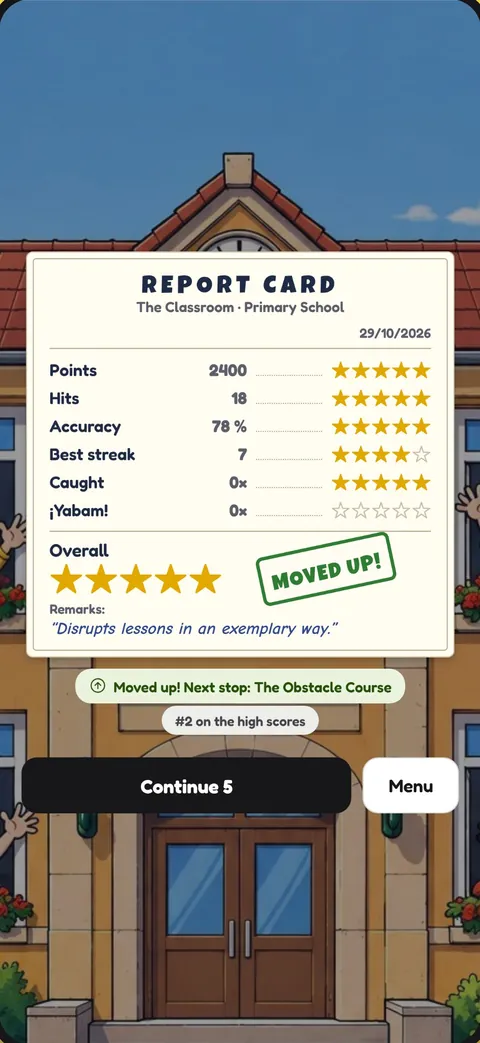 REPORT CARD
The Classroom · Primary School
29/10/2026
Points 2400
Hits 18
Accuracy 78 %
Best streak 7
Caught 0×
¡Yabam! 0×
Overall
MOVED UP!
Remarks:
“Disrupts lessons in an exemplary way.”
Moved up! Next stop: The Obstacle Course
#2 on the high scores
Continue 5
Menu